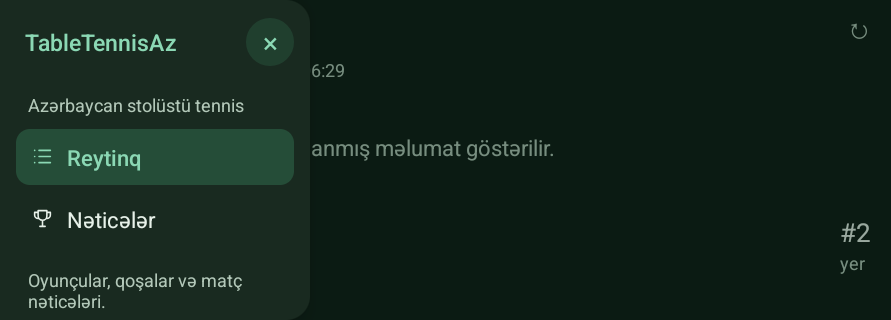 TableTennisAz
6:29
Azərbaycan stolüstü tennis
anmış məlumat göstərilir.
Reytinq
Nəticələr
#2
yer
Oyunçular, qoşalar və matç
nəticələri.